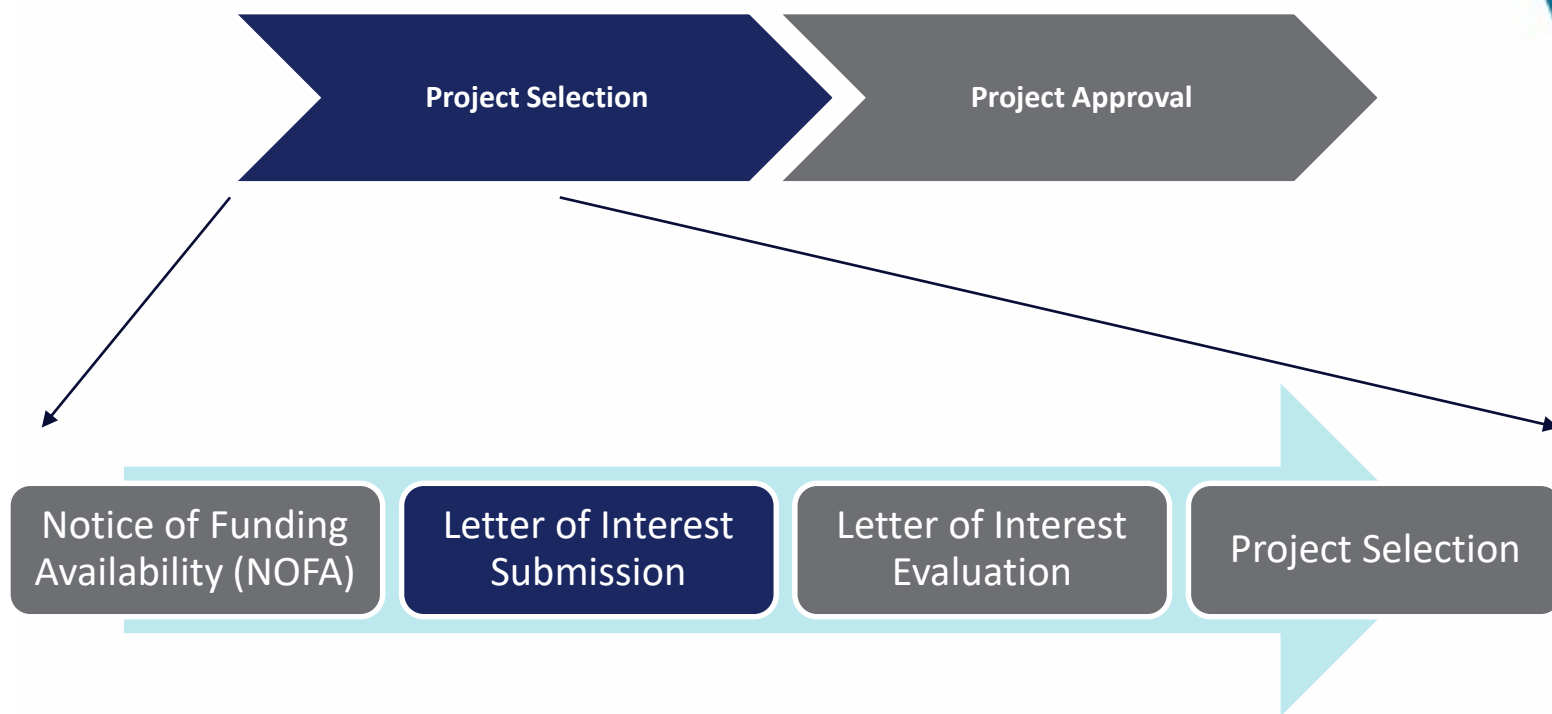 Project Selection
Project Approval
Notice of Funding
Availability (NOFA)
Letter of Interest
Submission
Letter of Interest
Evaluation
Project Selection